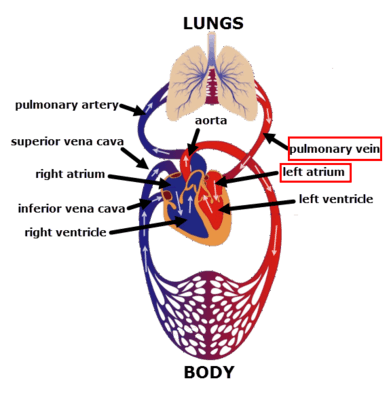 LUNGS
pulmonary artery
aorta
superior vena cava
pulmonary vein
right atrium
left atrium
left ventricle
inferior vena cava
right ventricle
BODY